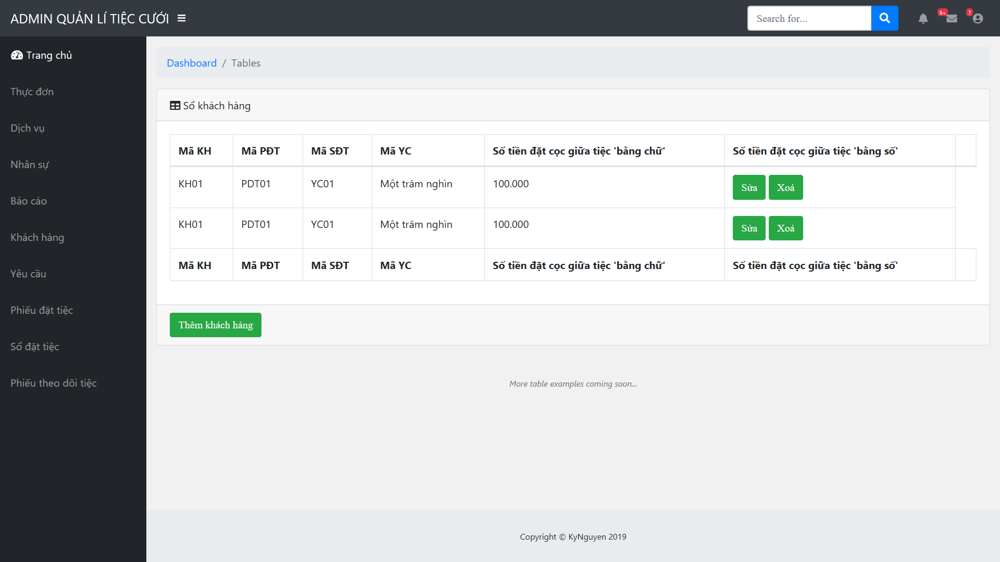 ADMIN QUẢN LÍ TIỆC CƯỚI
Search for...
9+
7
Trang chủ
Thực đơn
Dịch vụ
Nhân sự
Báo cáo
Khách hàng
Yêu cầu
Phiếu đặt tiệc
Sổ đặt tiệc
Phiếu theo dõi tiệc
Dashboard / Tables
Sổ khách hàng
Mã KH Mã PĐT Mã SĐT Mã YC Số tiền đặt cọc giữa tiệc 'bằng chữ' Số tiền đặt cọc giữa tiệc 'bằng số'
KH01 PDT01 YC01 Một trăm nghìn 100.000 Sửa Xoá
KH01 PDT01 YC01 Một trăm nghìn 100.000 Sửa Xoá
Mã KH Mã PĐT Mã SĐT Mã YC Số tiền đặt cọc giữa tiệc 'bằng chữ' Số tiền đặt cọc giữa tiệc 'bằng số'
Thêm khách hàng
More table examples coming soon...
Copyright © KyNguyen 2019